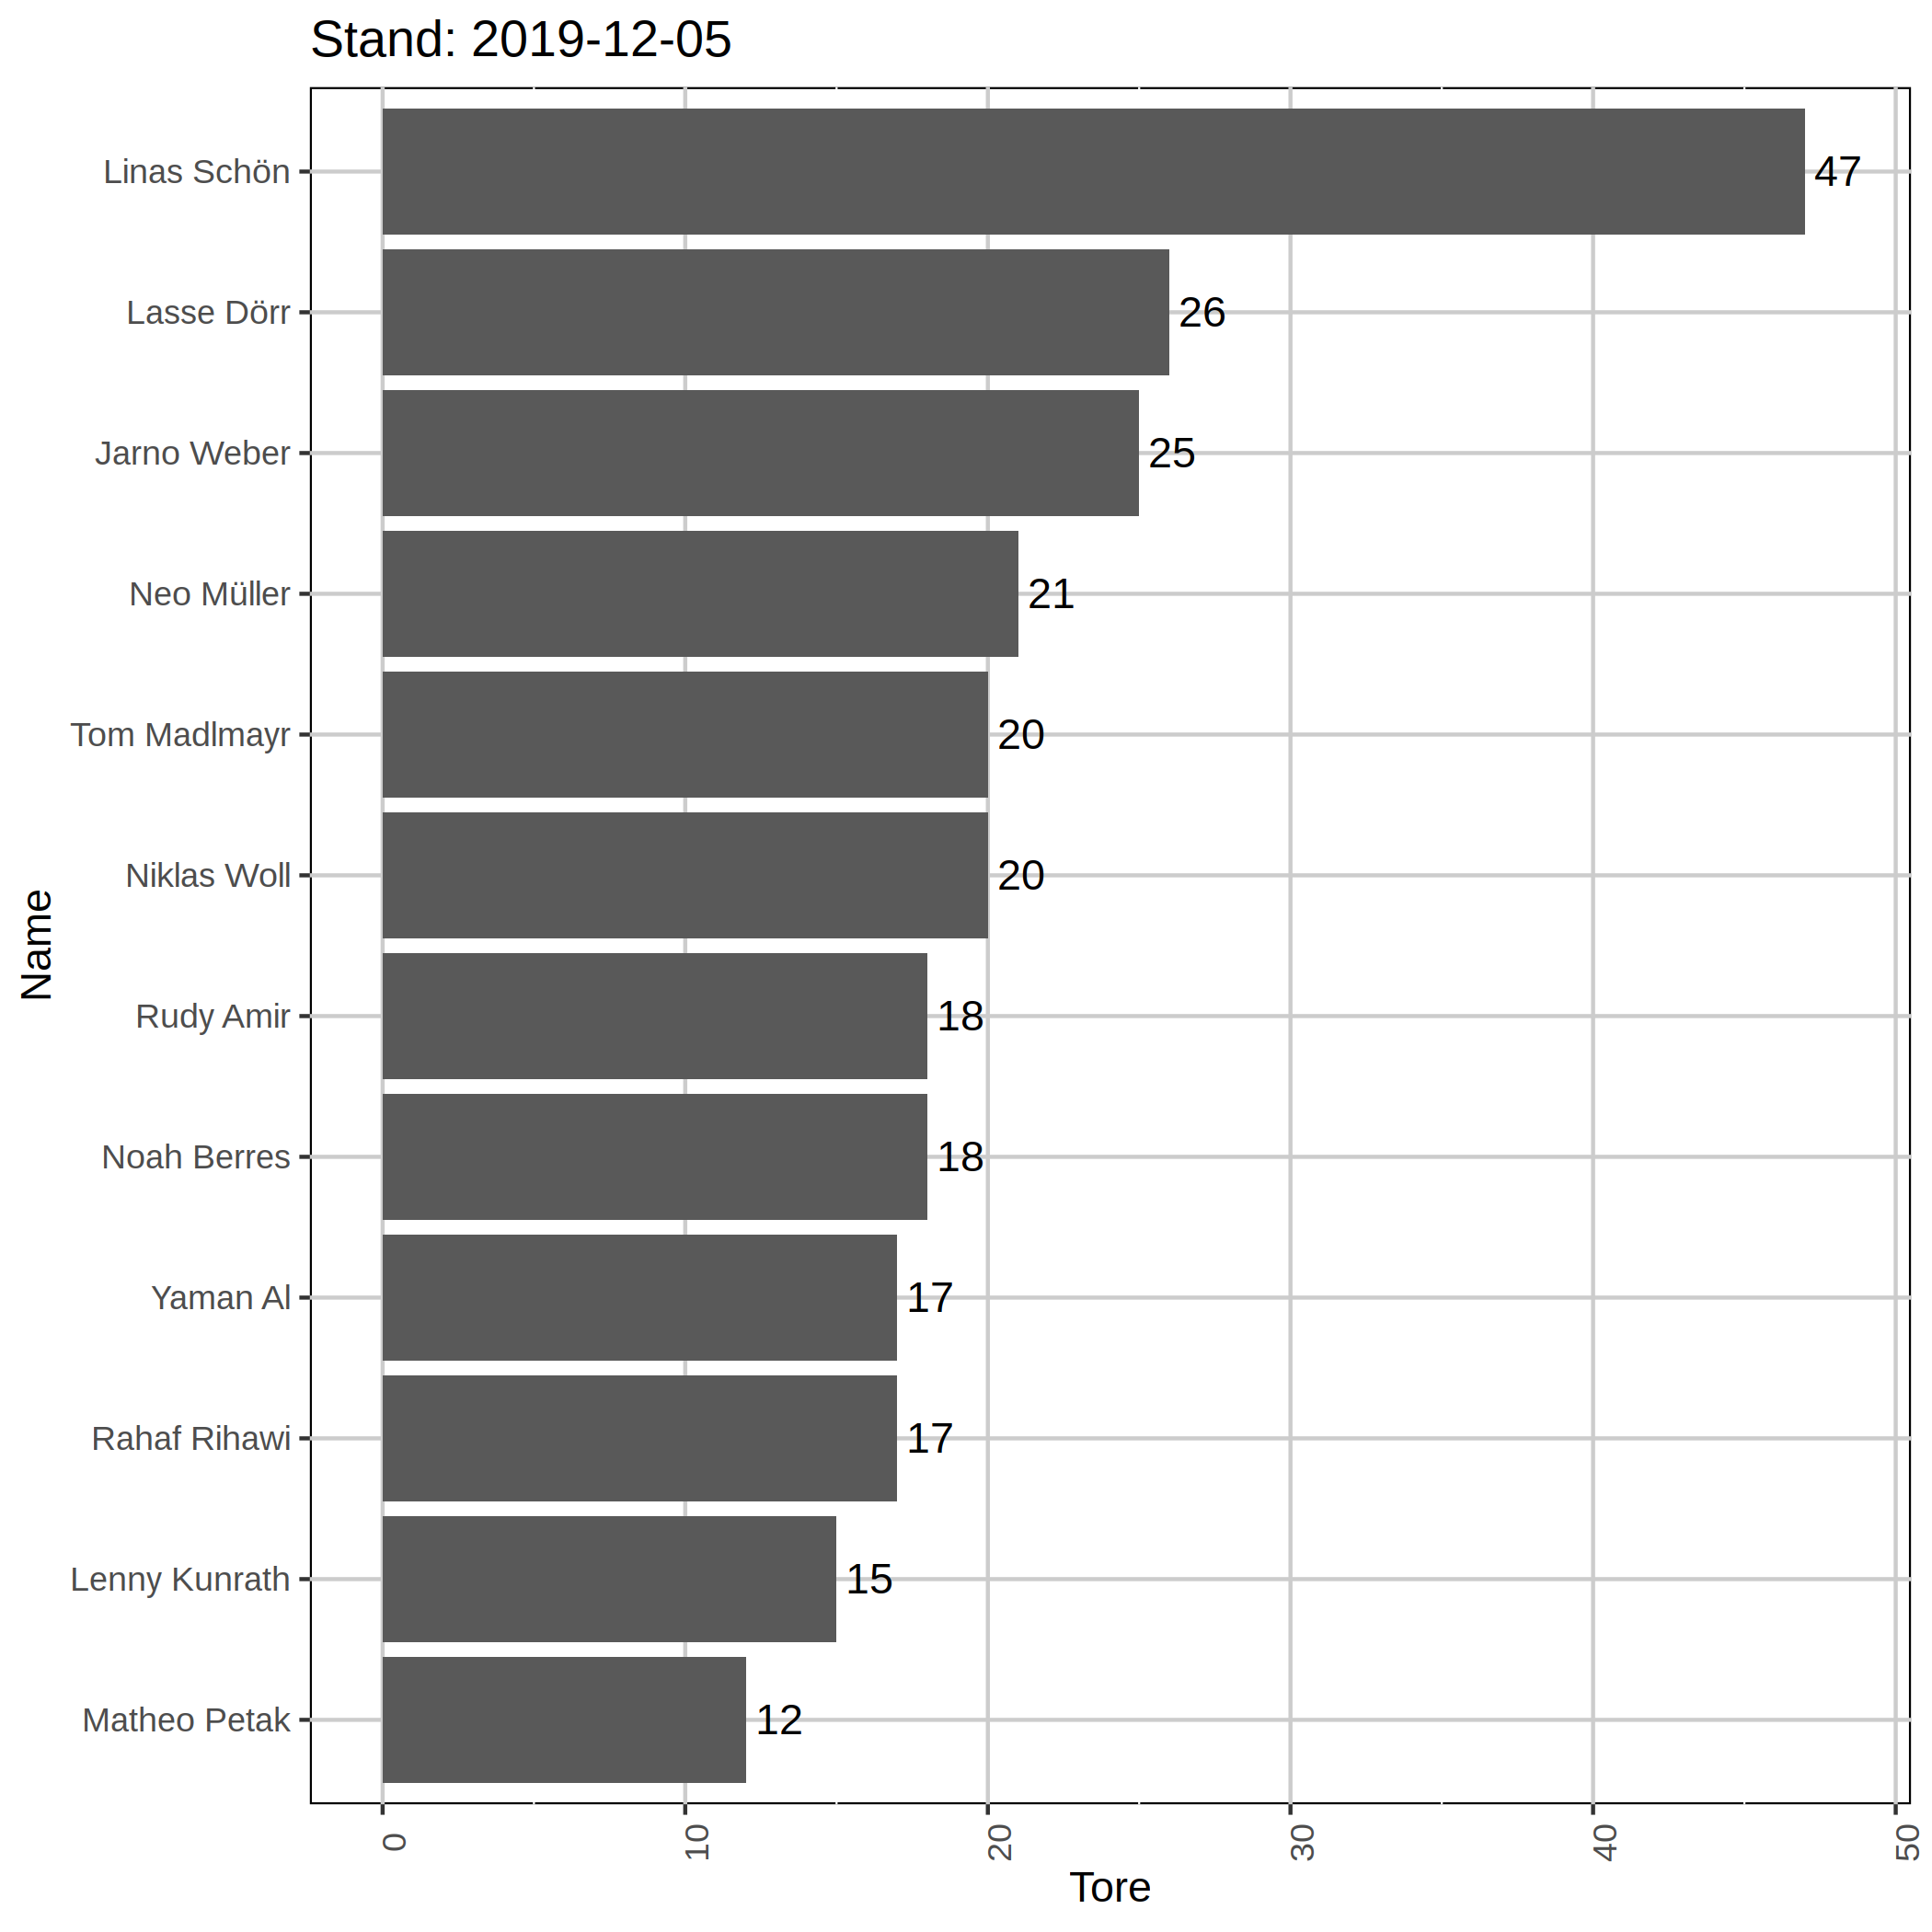 Stand: 2019-12-05
Linas Schön 47
Lasse Dörr 26
Jarno Weber 25
Neo Müller 21
Tom Madlmayr 20
Niklas Woll 20
Rudy Amir 18
Noah Berres 18
Yaman Al 17
Rahaf Rihawi 17
Lenny Kunrath 15
Matheo Petak 12
Name
0 10 20 30 40 50
Tore